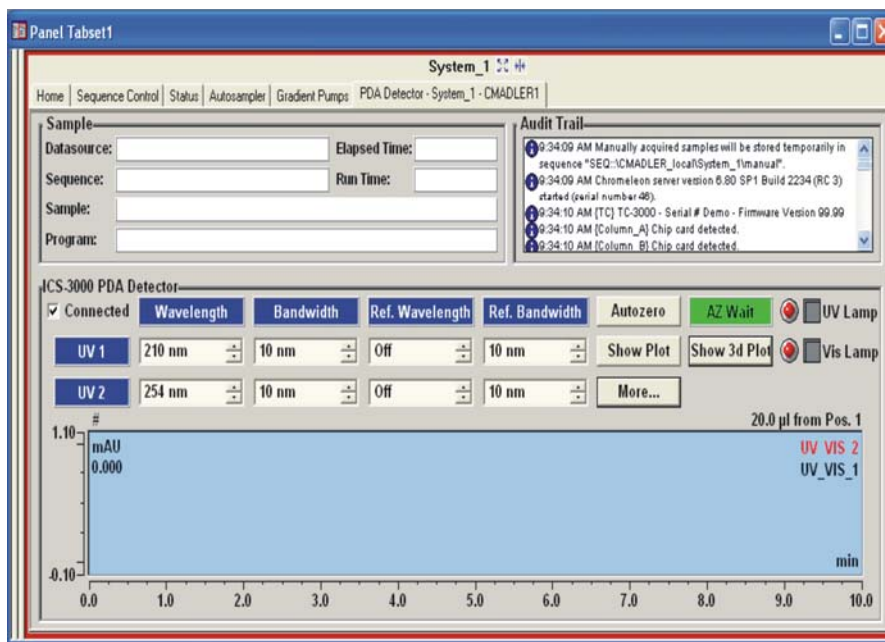 Panel Tabset1
System_1
Home
Sequence Control
Status
Autosampler
Gradient Pumps
PDA Detector - System_1 - CMADLER1
Sample
Datasource:
Elapsed Time:
Sequence:
Run Time:
Sample:
Program:
Audit Trail
9:34:09 AM Manually acquired samples will be stored temporarily in
sequence "SEQ::\CMADLER_local\System_1\manual".
9:34:09 AM Chromeleon server version 6.80 SP1 Build 2234 (RC 3)
started (serial number 46).
9:34:10 AM {TC} TC-3000 - Serial # Demo - Firmware Version 99.99
9:34:10 AM {Column_A} Chip card detected.
9:34:10 AM {Column_B} Chip card detected.
ICS-3000 PDA Detector
Connected
Wavelength
Bandwidth
Ref. Wavelength
Ref. Bandwidth
Autozero
AZ Wait
UV Lamp
UV 1
210 nm
10 nm
Off
10 nm
Show Plot
Show 3d Plot
Vis Lamp
UV 2
254 nm
10 nm
Off
10 nm
More...
#
20.0 µl from Pos. 1
1.10
mAU
UV_VIS_2
0.000
UV_VIS_1
min
-0.10
0.0 1.0 2.0 3.0 4.0 5.0 6.0 7.0 8.0 9.0 10.0